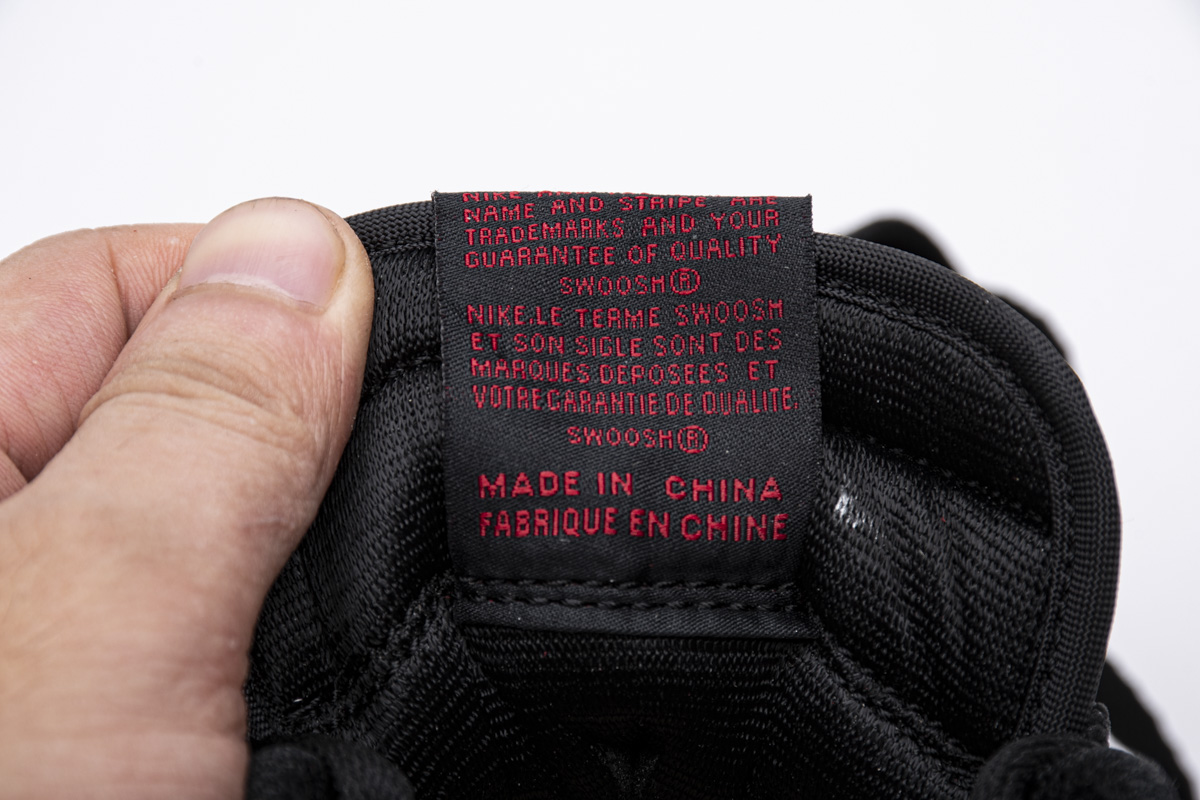 NIKE
NAME AND STRIPE ARE
TRADEMARKS AND YOUR
GUARANTEE OF QUALITY
SWOOSH®
NIKE.LE TERME SWOOSH
ET SON SIGLE SONT DES
MARQUES DEPOSEES ET
VOTRE GARANTIE DE QUALITE.
SWOOSH®
MADE IN CHINA
FABRIQUE EN CHINE